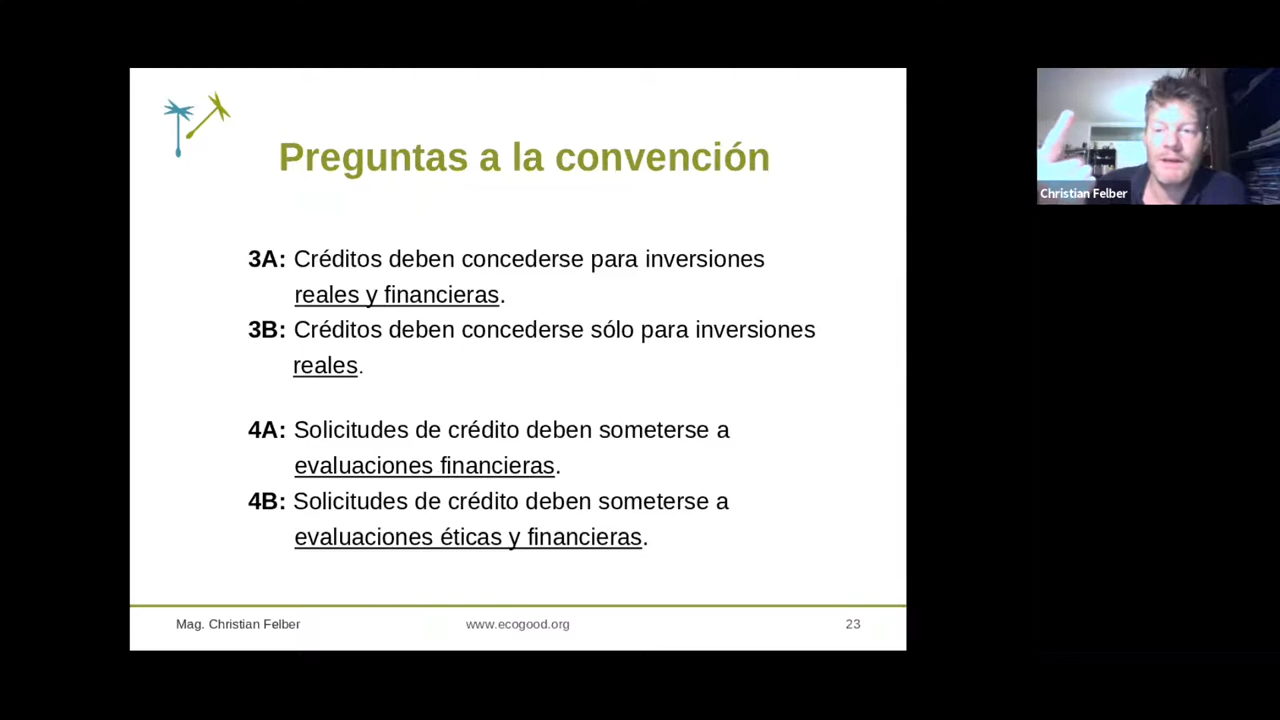 Preguntas a la convención
Christian Felber
3A: Créditos deben concederse para inversiones
reales y financieras.
3B: Créditos deben concederse sólo para inversiones
reales.
4A: Solicitudes de crédito deben someterse a
evaluaciones financieras.
4B: Solicitudes de crédito deben someterse a
evaluaciones éticas y financieras.
Mag. Christian Felber
www.ecogood.org
23